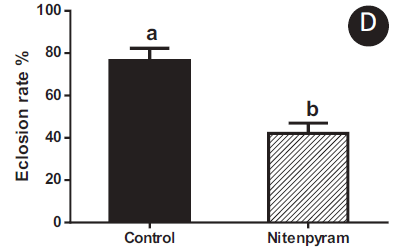 D
Eclosion rate %
100
80
60
40
20
0
a
b
Control Nitenpyram